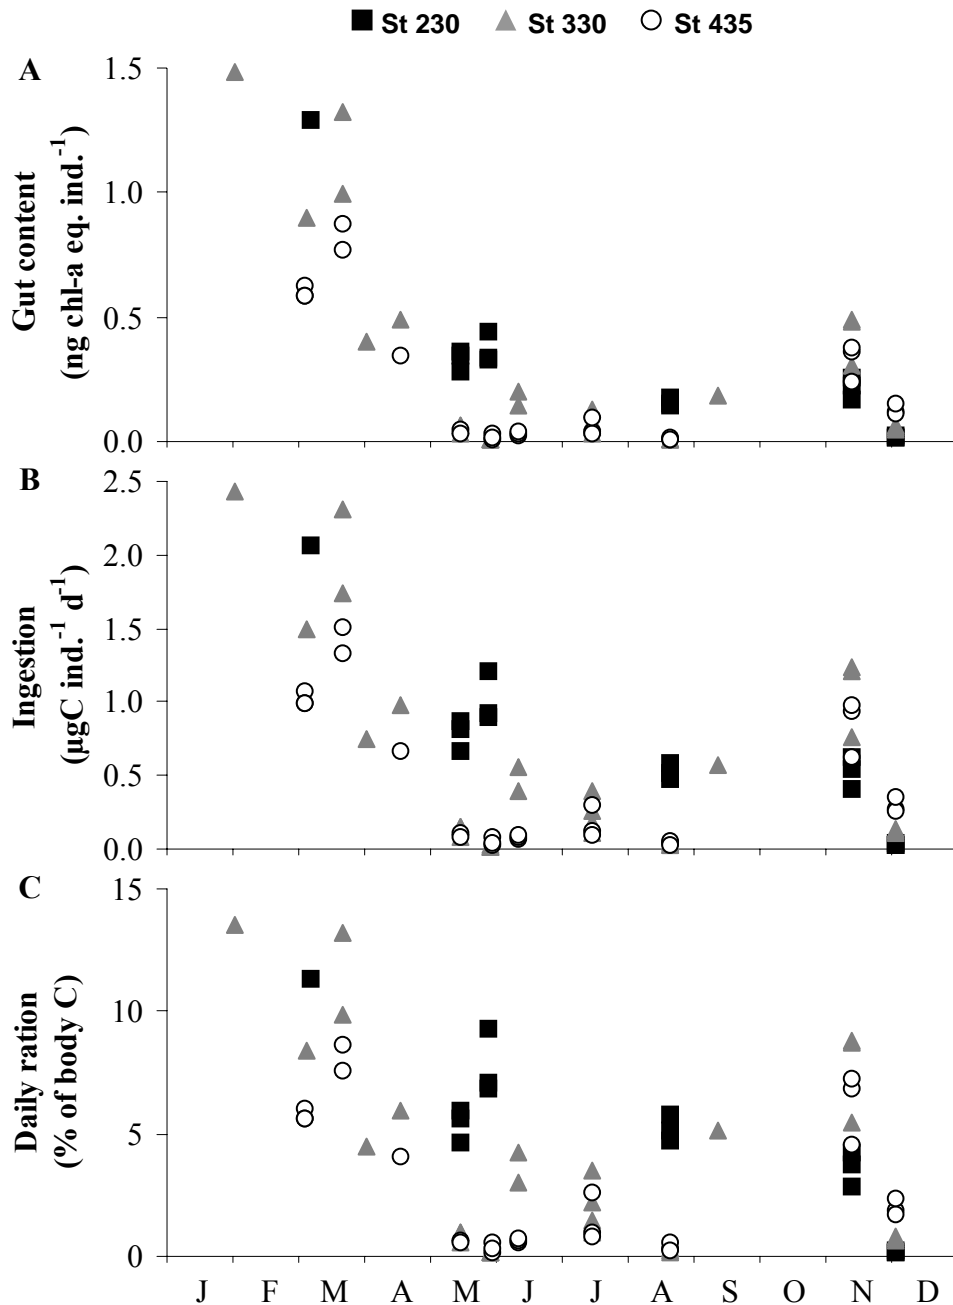 St 230 St 330 St 435
A
Gut content
(ng chl-a eq. ind.⁻¹)
1.5
1.0
0.5
0.0
B
Ingestion
(µgC ind.⁻¹ d⁻¹)
2.5
2.0
1.5
1.0
0.5
0.0
C
Daily ration
(% of body C)
15
10
5
0
J F M A M J J A S O N D